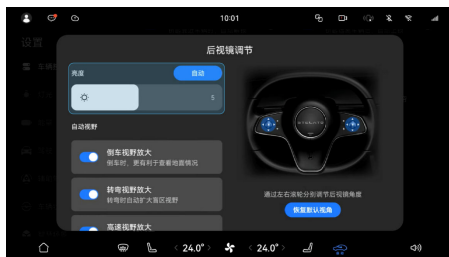 10:01
设置
后视镜调节
亮度
自动
5
自动视野
倒车视野放大
倒车时，更有利于查看地面情况
转弯视野放大
转弯时自动扩大盲区视野
高速视野放大
通过左右滚轮分别调节后视镜角度
恢复默认视角
24.0°
24.0°